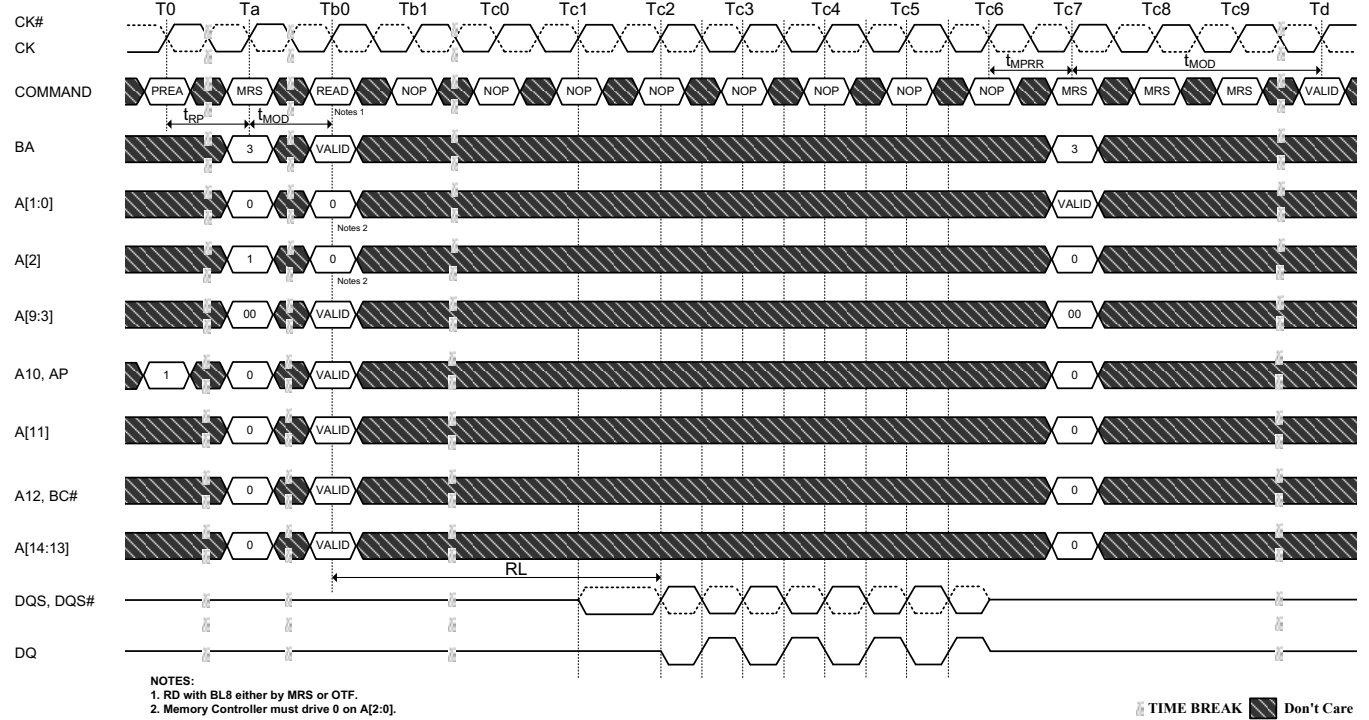 T0 Ta Tb0 Tb1 Tc0 Tc1 Tc2 Tc3 Tc4 Tc5 Tc6 Tc7 Tc8 Tc9 Td
CK#
CK
tMPRR tMOD
COMMAND PREA MRS READ NOP NOP NOP NOP NOP NOP NOP NOP MRS MRS MRS VALID
tRP tMOD Notes 1
BA 3 VALID 3
A[1:0] 0 0 VALID
Notes 2
A[2] 1 0 0
Notes 2
A[9:3] 00 VALID 00
A10, AP 1 0 VALID 0
A[11] 0 VALID 0
A12, BC# 0 VALID 0
A[14:13] 0 VALID 0
RL
DQS, DQS#
DQ
NOTES:
1. RD with BL8 either by MRS or OTF.
2. Memory Controller must drive 0 on A[2:0].
TIME BREAK Don't Care